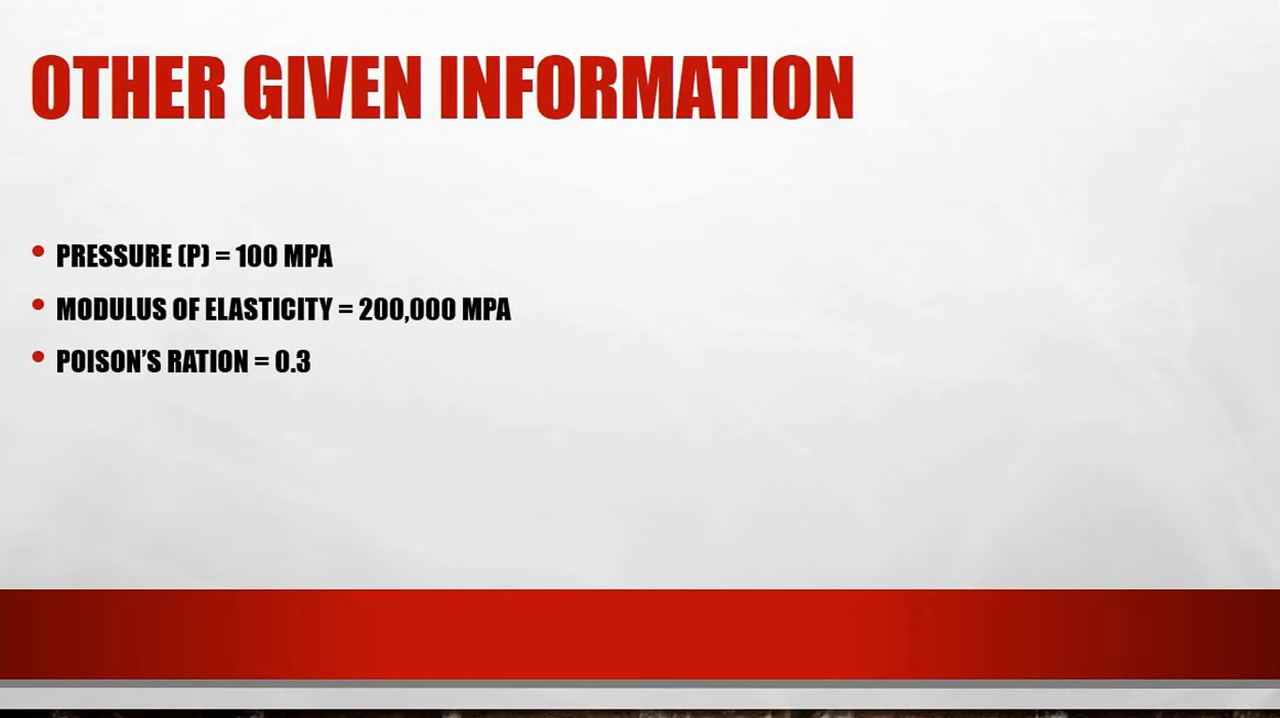 OTHER GIVEN INFORMATION
• PRESSURE (P) = 100 MPA
• MODULUS OF ELASTICITY = 200,000 MPA
• POISON'S RATION = 0.3